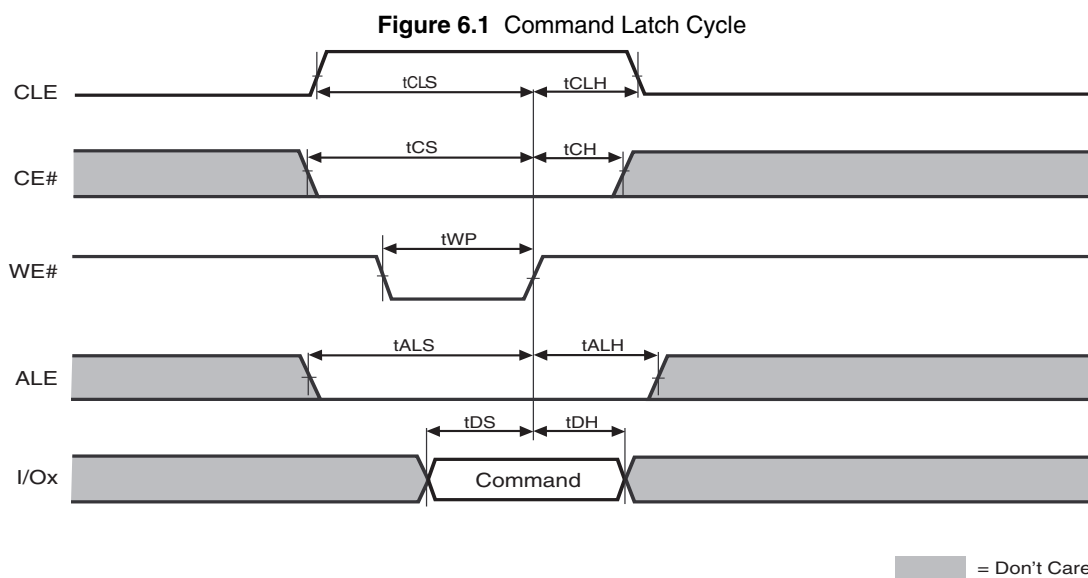 Figure 6.1 Command Latch Cycle
CLE
tCLS
tCLH
CE#
tCS
tCH
WE#
tWP
ALE
tALS
tALH
I/Ox
tDS
tDH
Command
= Don't Care